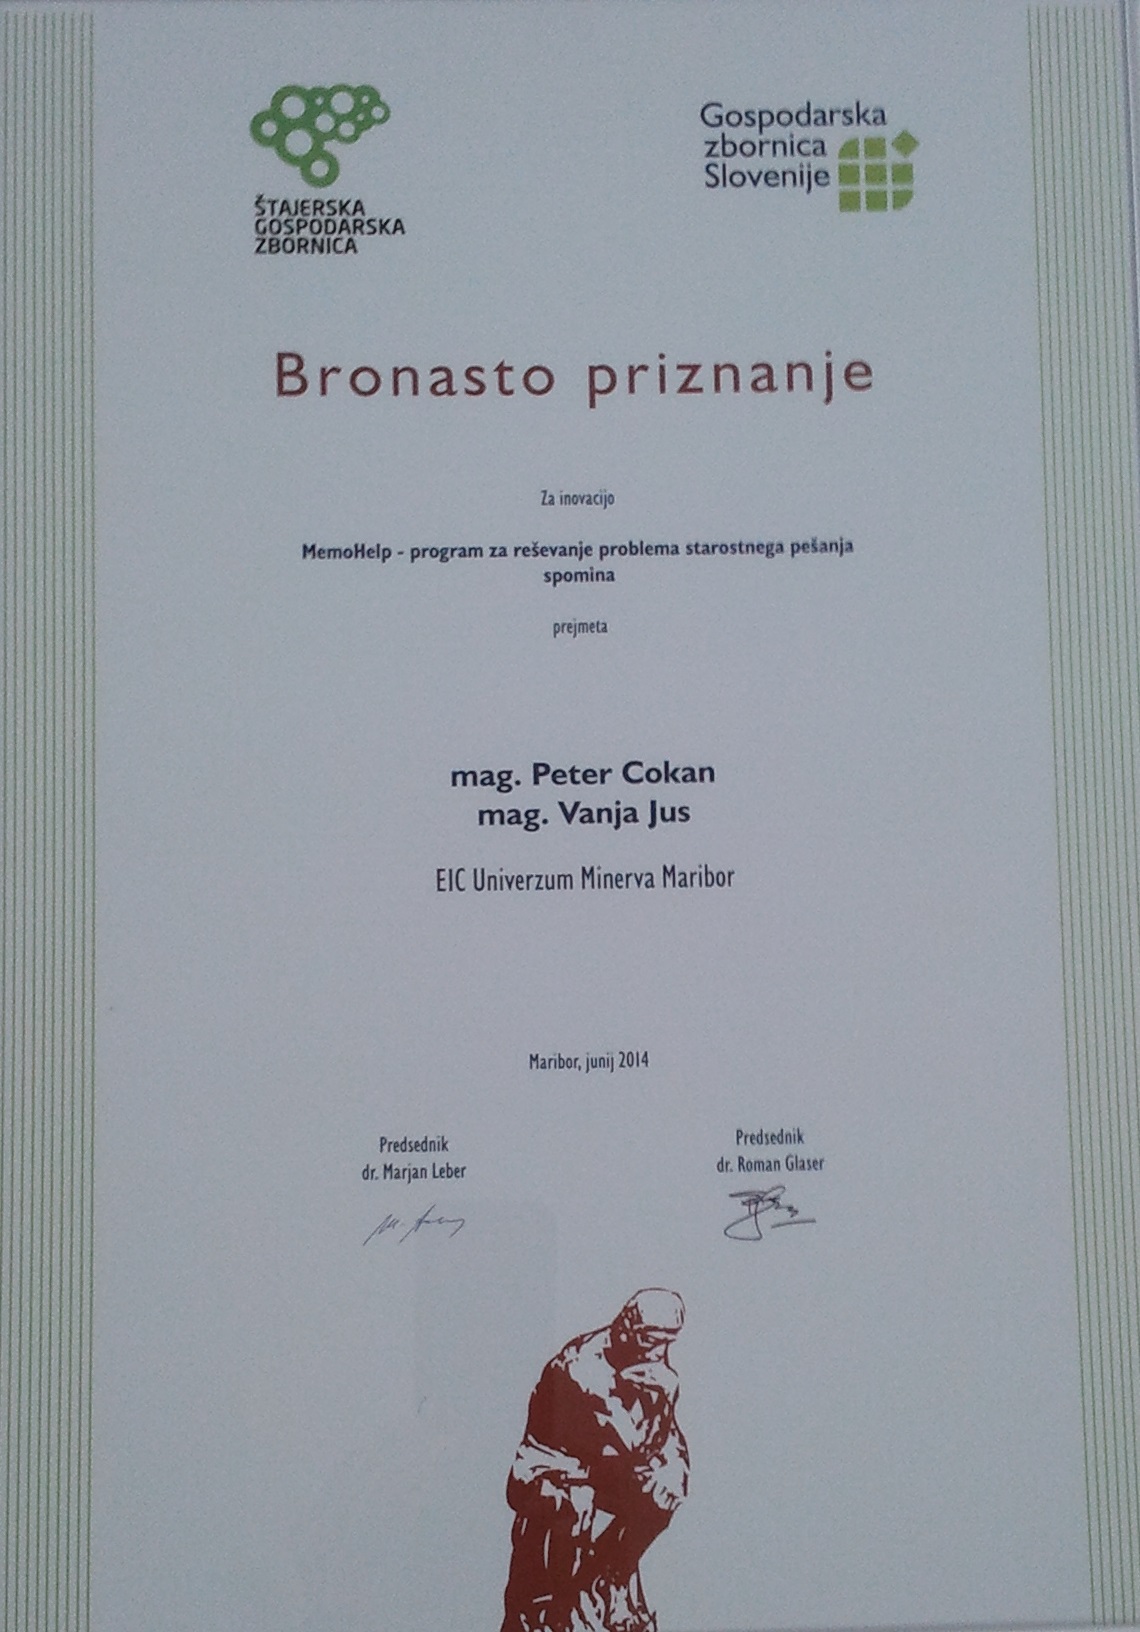 ŠTAJERSKA
GOSPODARSKA
ZBORNICA
Gospodarska
zbornica
Slovenije
Bronasto priznanje
Za inovacijo
MemoHelp - program za reševanje problema starostnega pešanja
spomina
prejmeta
mag. Peter Cokan
mag. Vanja Jus
EIC Univerzum Minerva Maribor
Maribor, junij 2014
Predsednik
dr. Marjan Leber
Predsednik
dr. Roman Glaser